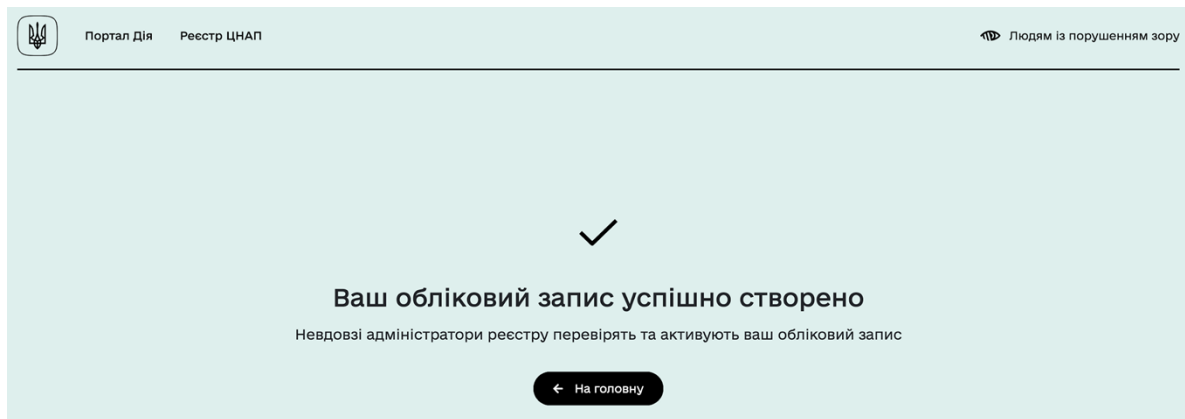 Портал Дія Реєстр ЦНАП Людям із порушенням зору
Ваш обліковий запис успішно створено
Невдовзі адміністратори реєстру перевірять та активують ваш обліковий запис
← На головну